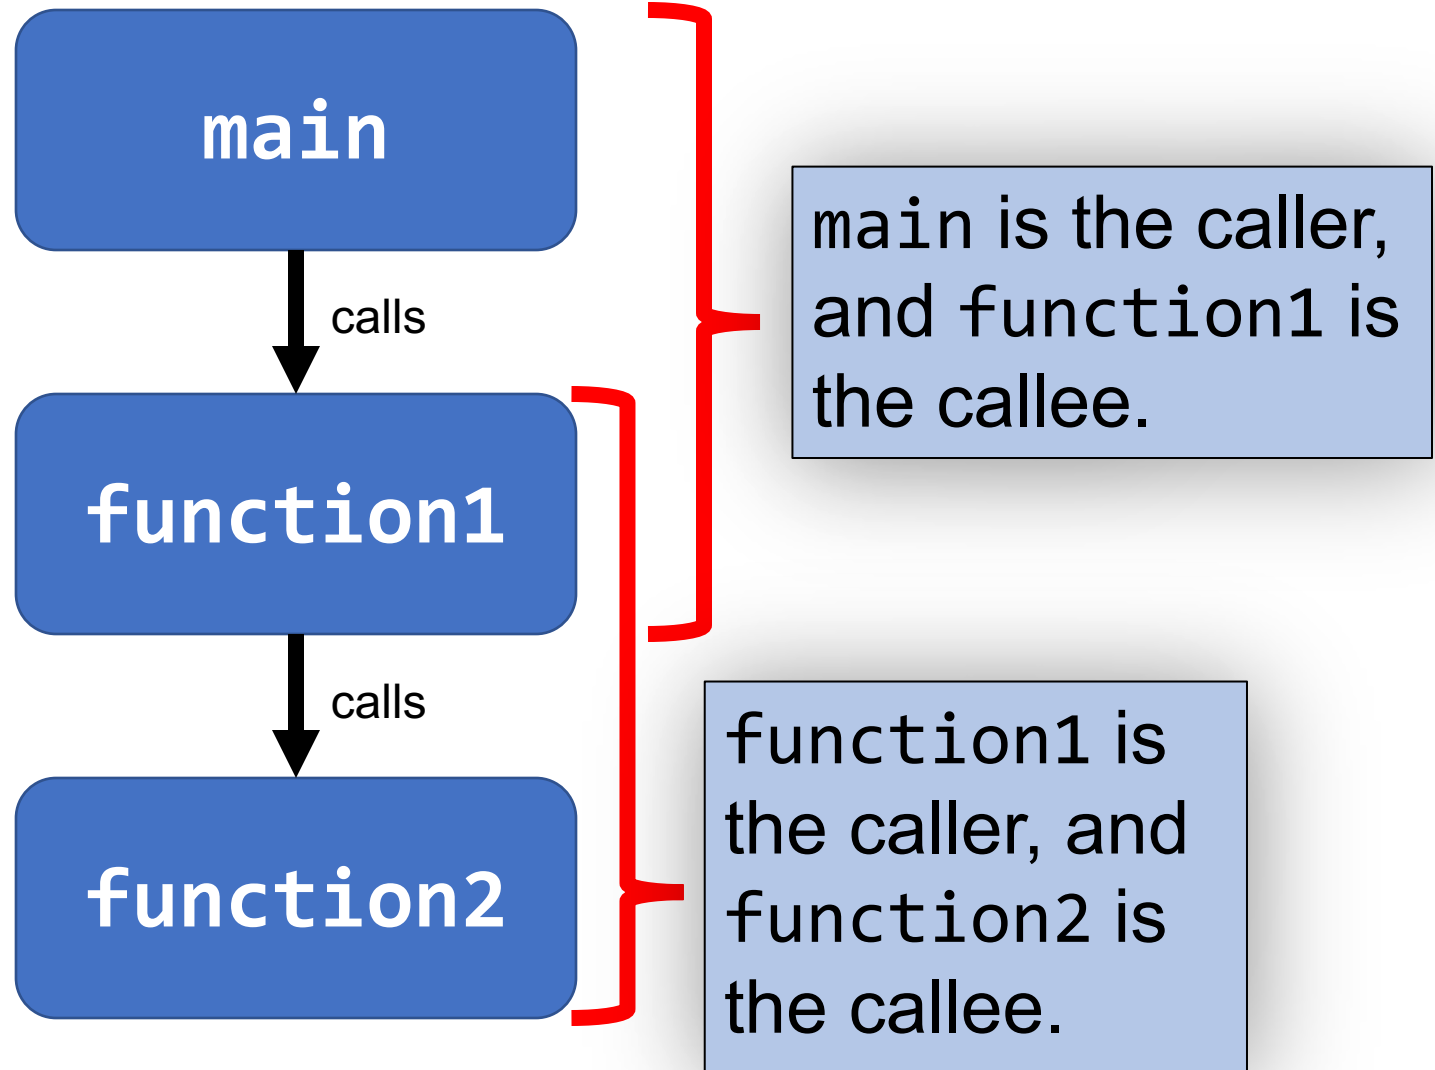 main
calls
function1
calls
function2
main is the caller,
and function1 is
the callee.
function1 is
the caller, and
function2 is
the callee.